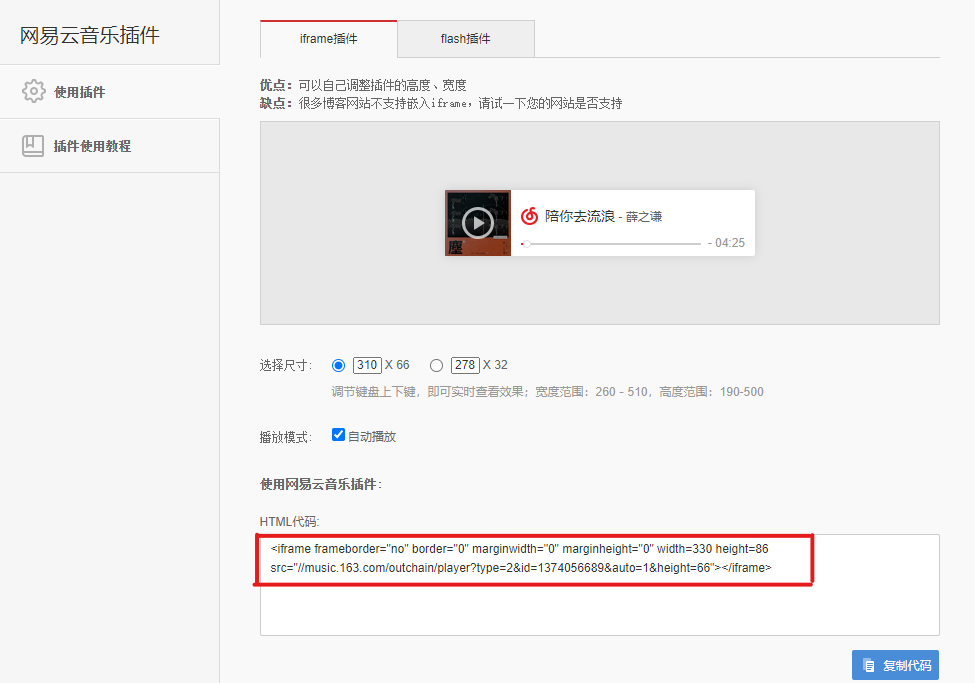 网易云音乐插件
使用插件
插件使用教程
iframe插件
flash插件
优点：可以自己调整插件的高度、宽度
缺点：很多博客网站不支持嵌入iframe，请试一下您的网站是否支持
塵
陪你去流浪 - 薛之谦
- 04:25
选择尺寸： 310 X 66 278 X 32
调节键盘上下键，即可实时查看效果；宽度范围：260 - 510，高度范围：190-500
播放模式： 自动播放
使用网易云音乐插件：
HTML代码:
<iframe frameborder="no" border="0" marginwidth="0" marginheight="0" width=330 height=86
src="//music.163.com/outchain/player?type=2&id=1374056689&auto=1&height=66"></iframe>
复制代码